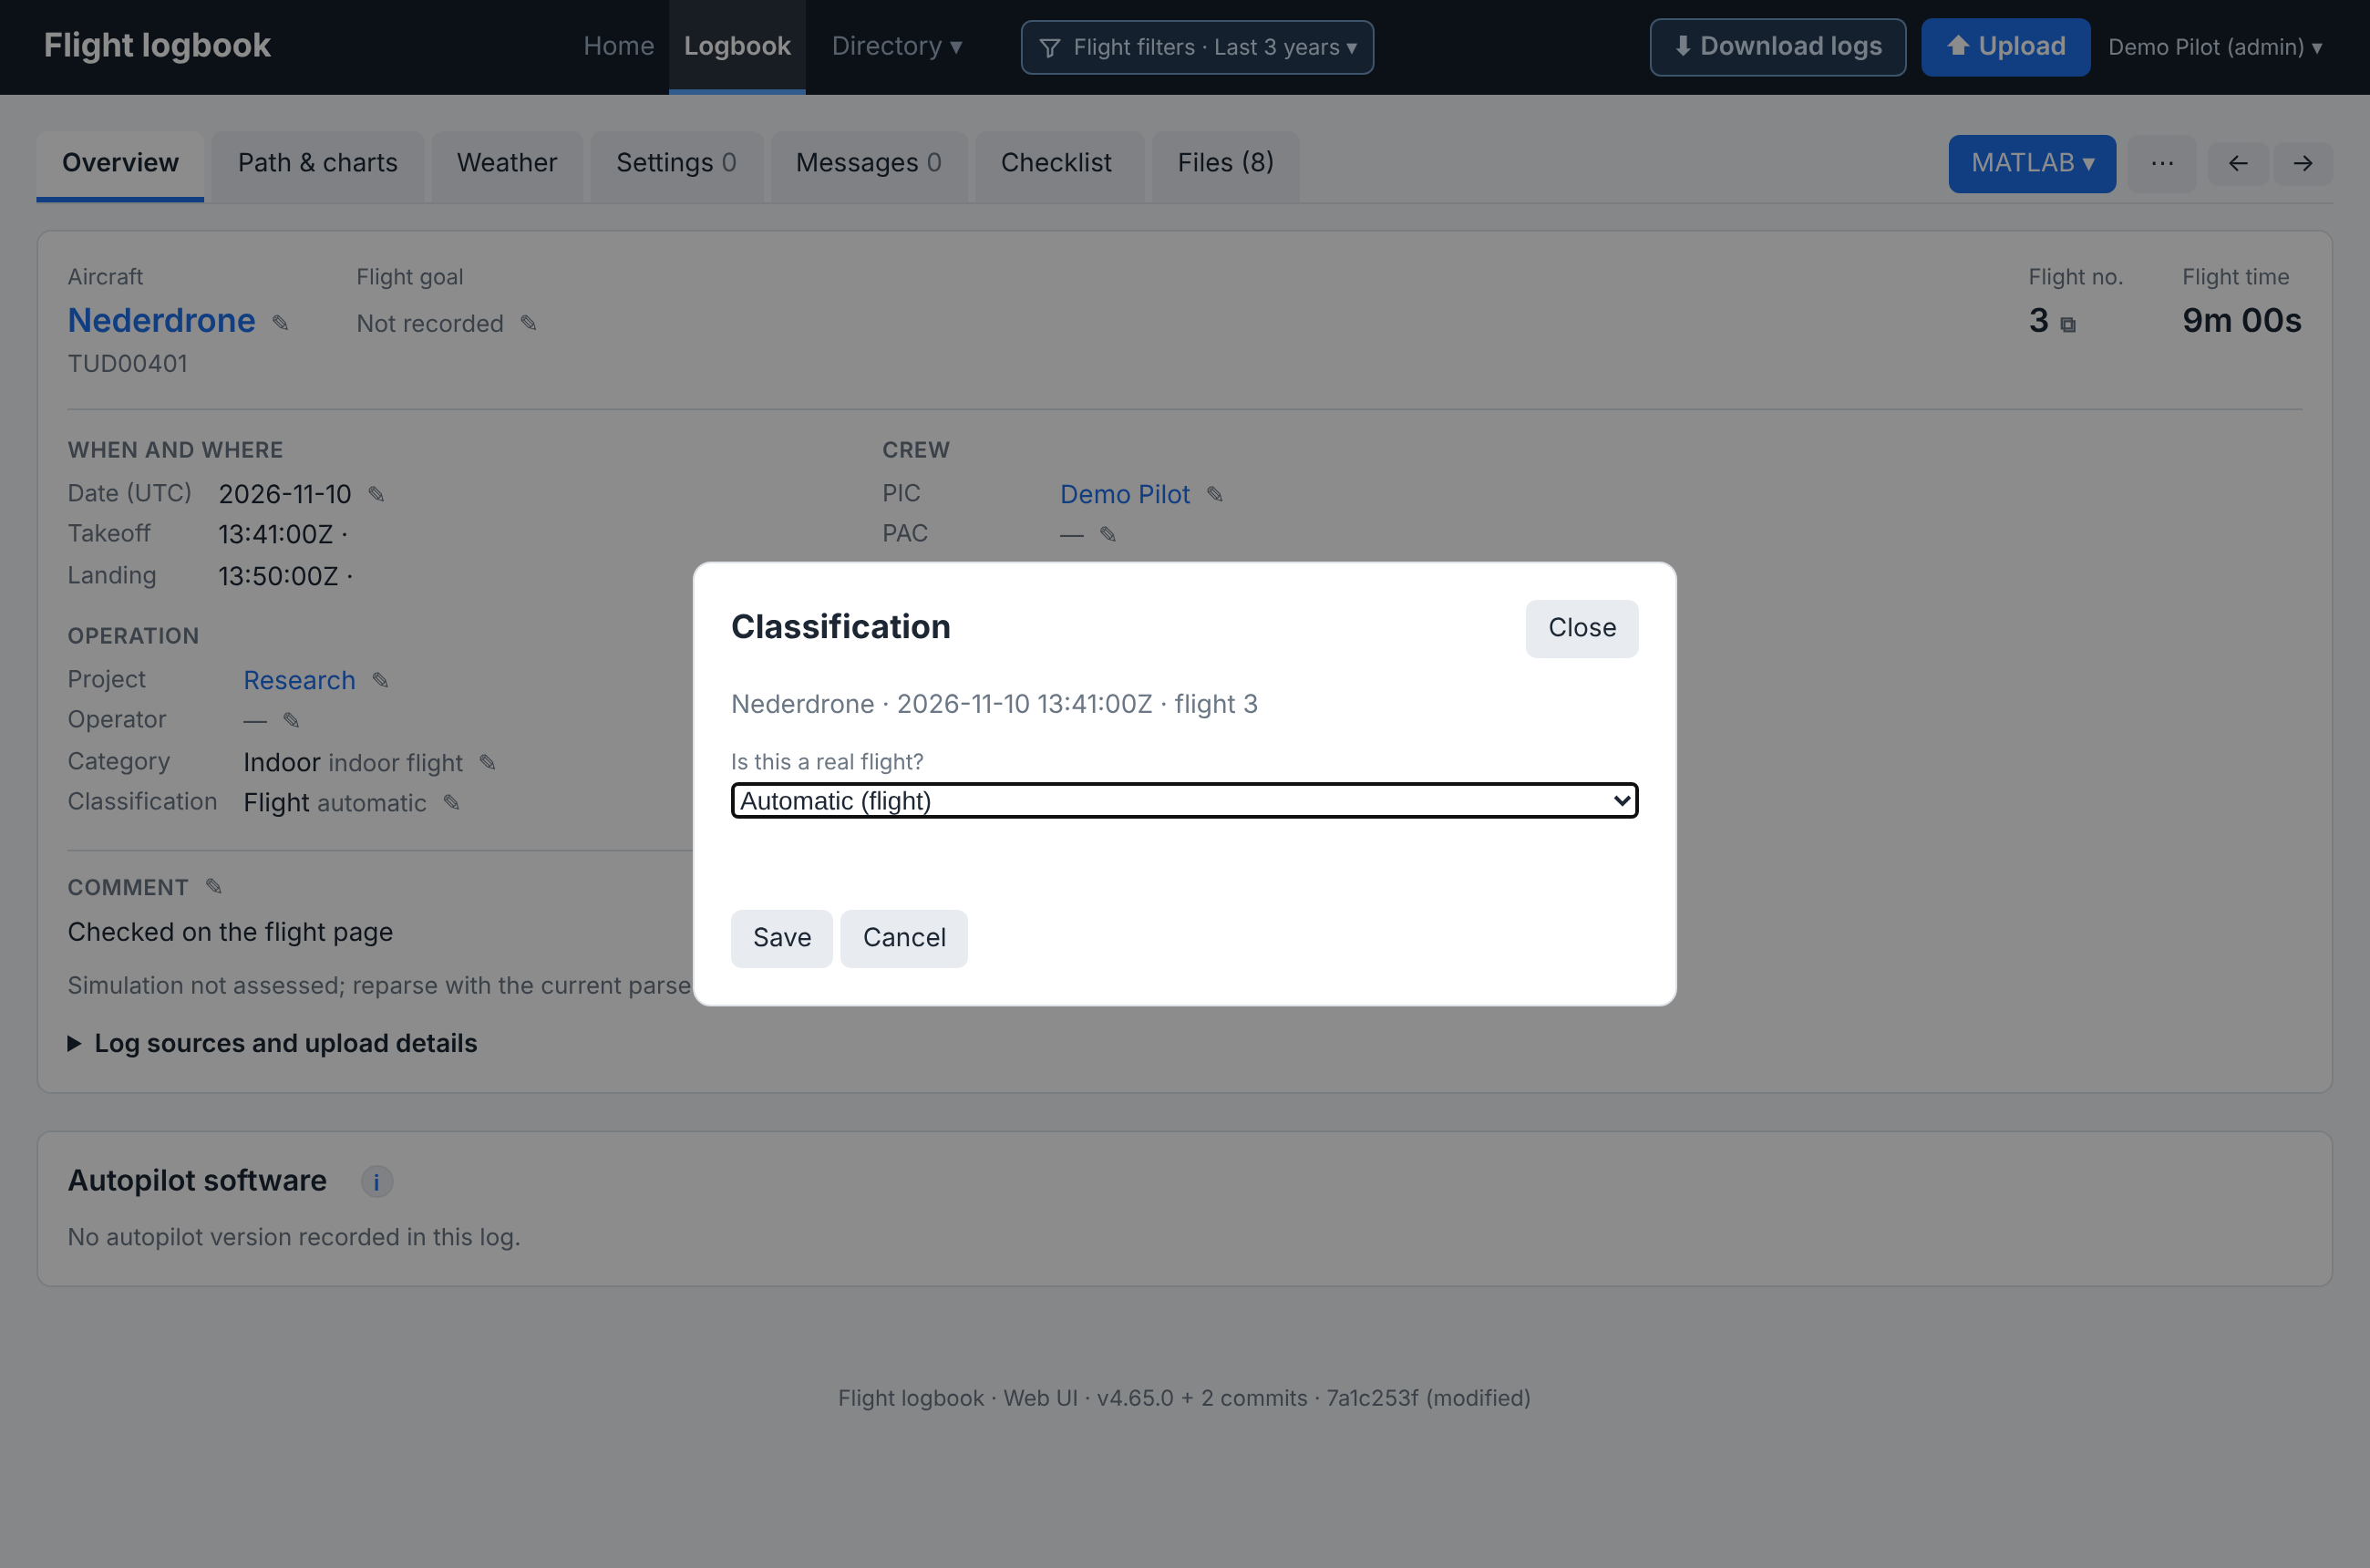 Flight logbook
Home
Logbook
Directory ▾
Flight filters · Last 3 years ▾
⬇ Download logs
⬆ Upload
Demo Pilot (admin) ▾
Overview
Path & charts
Weather
Settings 0
Messages 0
Checklist
Files (8)
MATLAB ▾
⋯
←
→
Aircraft
Flight goal
Flight no.
Flight time
Nederdrone ✎
Not recorded ✎
3
9m 00s
TUD00401
WHEN AND WHERE
Date (UTC) 2026-11-10 ✎
Takeoff 13:41:00Z ·
Landing 13:50:00Z ·
CREW
PIC Demo Pilot ✎
PAC — ✎
OPERATION
Project Research ✎
Operator — ✎
Category Indoor indoor flight ✎
Classification Flight automatic ✎
COMMENT ✎
Checked on the flight page
Simulation not assessed; reparse with the current parse
▶ Log sources and upload details
Classification
Close
Nederdrone · 2026-11-10 13:41:00Z · flight 3
Is this a real flight?
Automatic (flight)
Save
Cancel
Autopilot software i
No autopilot version recorded in this log.
Flight logbook · Web UI · v4.65.0 + 2 commits · 7a1c253f (modified)